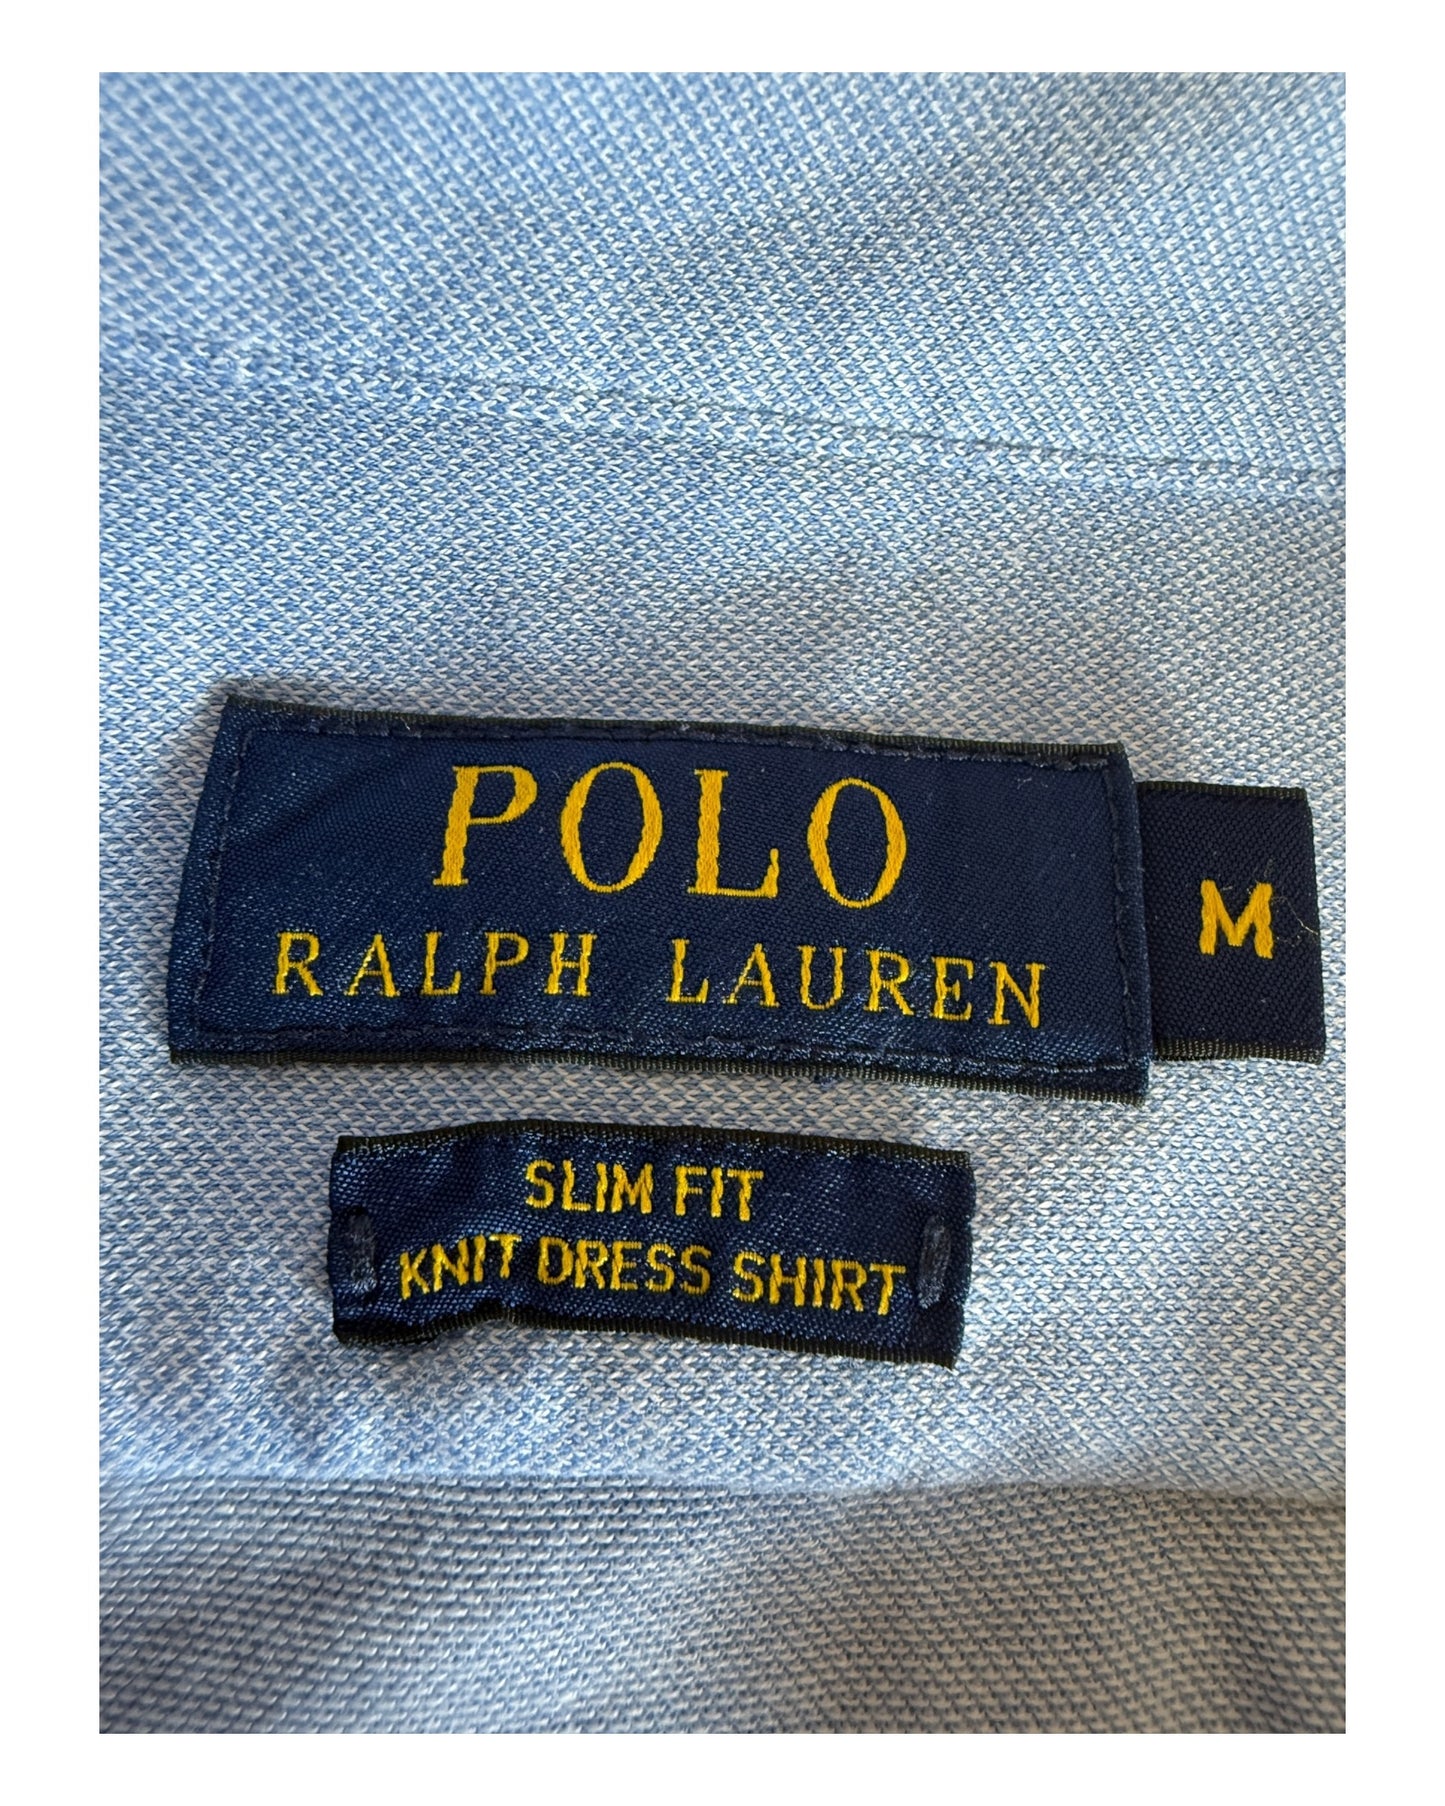 POLO
RALPH LAUREN
M
SLIM FIT
KNIT DRESS SHIRT